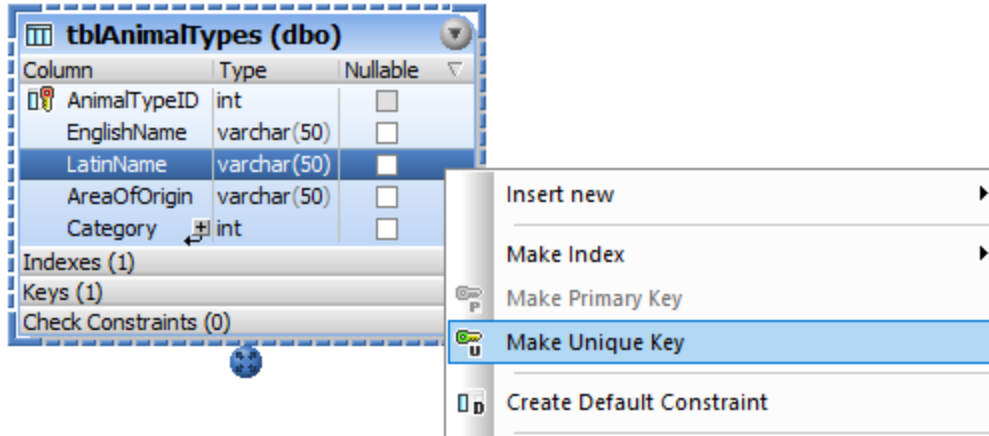 tblAnimalTypes (dbo)
Column Type Nullable
AnimalTypeID int
EnglishName varchar(50)
LatinName varchar(50)
AreaOfOrigin varchar(50)
Category int
Indexes (1)
Keys (1)
Check Constraints (0)
Insert new
Make Index
P Make Primary Key
U Make Unique Key
D Create Default Constraint